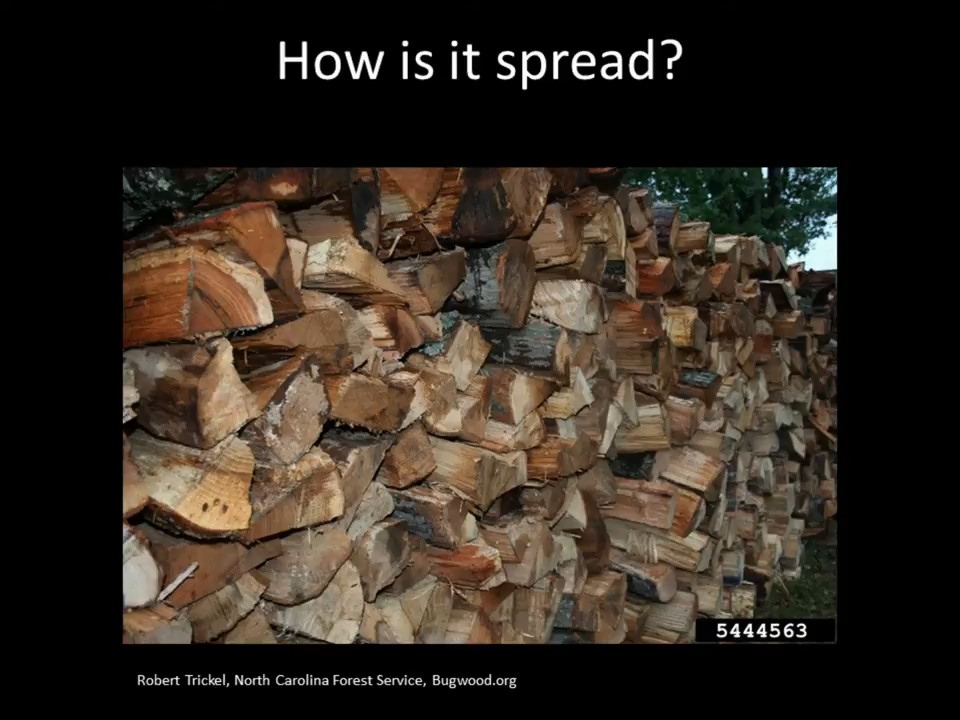 How is it spread?
5444563
Robert Trickel, North Carolina Forest Service, Bugwood.org